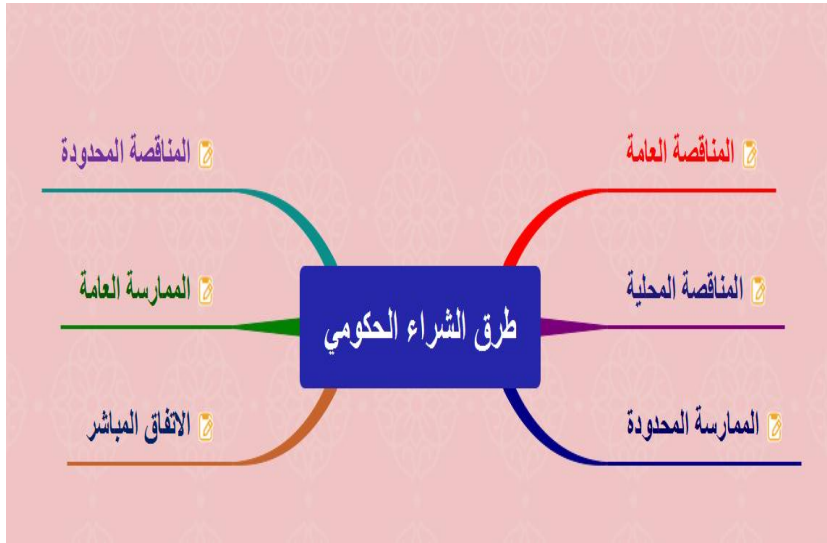 المناقصة العامة
المناقصة المحدودة
المناقصة المحلية
الممارسة العامة
طرق الشراء الحكومي
الممارسة المحدودة
الاتفاق المباشر